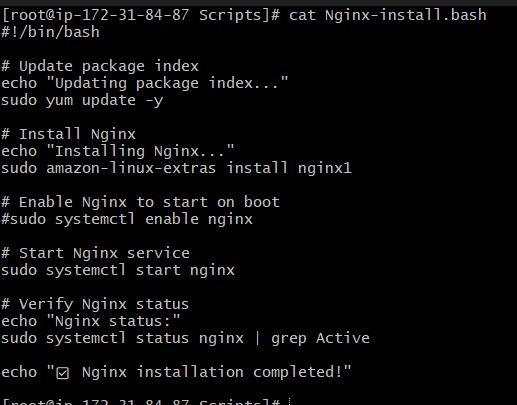 [root@ip-172-31-84-87 Scripts]# cat Nginx-install.bash
#!/bin/bash
# Update package index
echo "Updating package index..."
sudo yum update -y
# Install Nginx
echo "Installing Nginx..."
sudo amazon-linux-extras install nginx1
# Enable Nginx to start on boot
#sudo systemctl enable nginx
# Start Nginx service
sudo systemctl start nginx
# Verify Nginx status
echo "Nginx status:"
sudo systemctl status nginx | grep Active
echo "☑ Nginx installation completed!"
[root@ip-172-31-84-87 Scripts]#